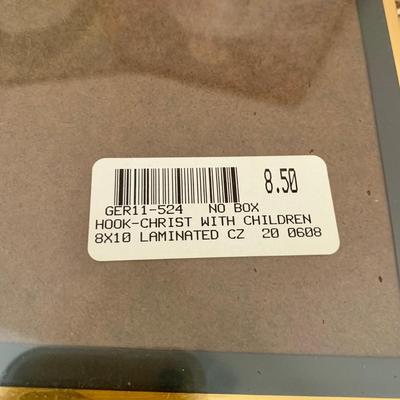 8.50
GER11-524 NO BOX
HOOK-CHRIST WITH CHILDREN
8X10 LAMINATED CZ 20 0608